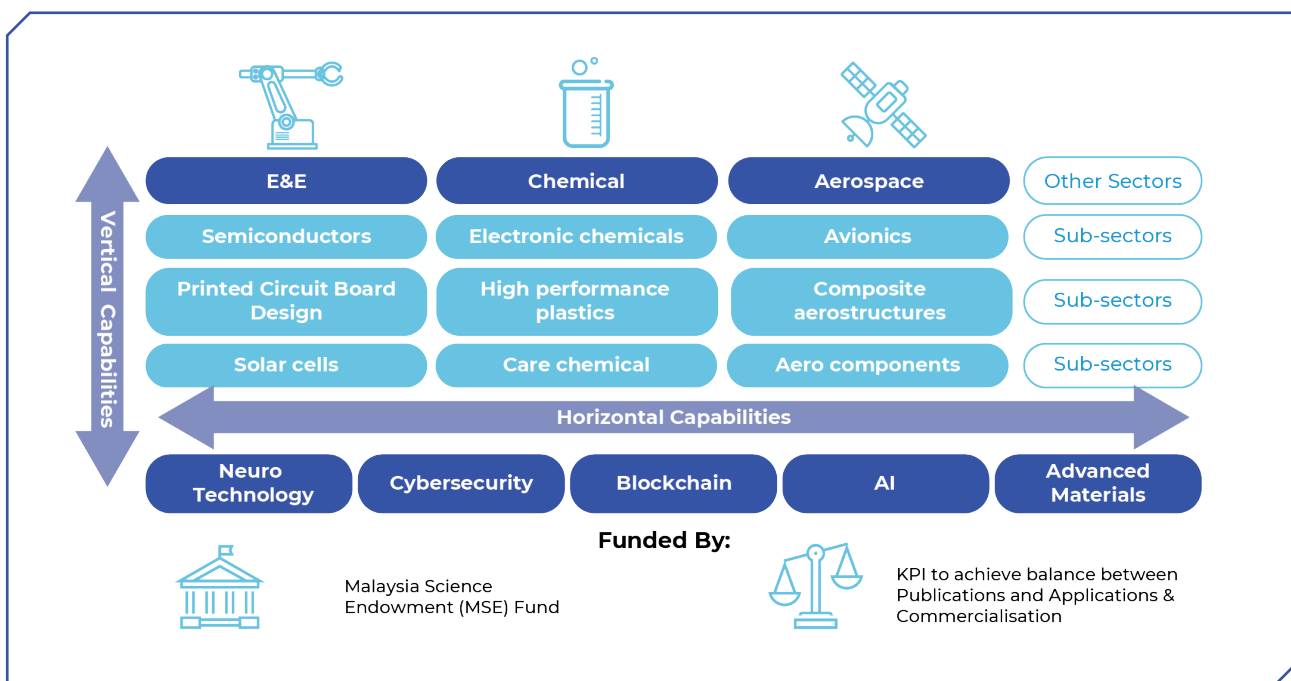 E&E
Chemical
Aerospace
Other Sectors
Vertical Capabilities
Semiconductors
Electronic chemicals
Avionics
Sub-sectors
Printed Circuit Board
Design
High performance
plastics
Composite
aerostructures
Sub-sectors
Solar cells
Care chemical
Aero components
Sub-sectors
Horizontal Capabilities
Neuro
Technology
Cybersecurity
Blockchain
AI
Advanced
Materials
Funded By:
Malaysia Science
Endowment (MSE) Fund
KPI to achieve balance between
Publications and Applications &
Commercialisation